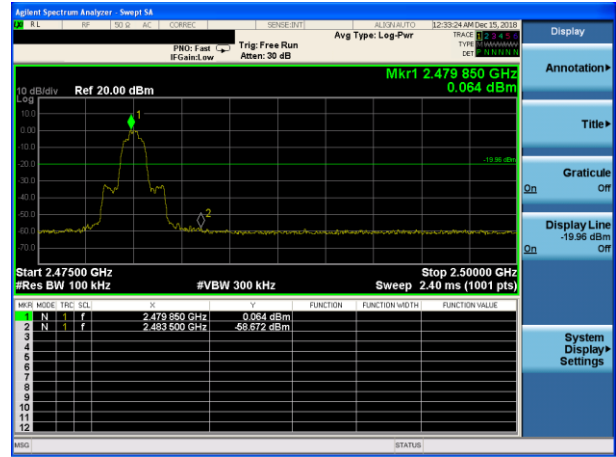 Agilent Spectrum Analyzer - Swept SA
RL RF 50 Ω AC CORREC SENSE:INT ALIGN AUTO 12:33:24 AM Dec 15, 2018
Avg Type: Log-Pwr TRACE 1 2 3 4 5 6
PNO: Fast Trig: Free Run TYPE M WWWWW
IFGain:Low Atten: 30 dB DET P N N N N N
Mkr1 2.479 850 GHz
0.064 dBm
10 dB/div Ref 20.00 dBm
Log
10.0
0.00
-10.0
-19.96 dBm
-20.0
-30.0
-40.0
-50.0
-60.0
-70.0
1
2
Start 2.47500 GHz Stop 2.50000 GHz
#Res BW 100 kHz #VBW 300 kHz Sweep 2.40 ms (1001 pts)
MKR MODE TRC SCL X Y FUNCTION FUNCTION WIDTH FUNCTION VALUE
1 N 1 f 2.479 850 GHz 0.064 dBm
2 N 1 f 2.483 500 GHz -58.672 dBm
3
4
5
6
7
8
9
10
11
12
MSG STATUS
Display
Annotation
Title
Graticule
On Off
Display Line
-19.96 dBm
On Off
System
Display
Settings